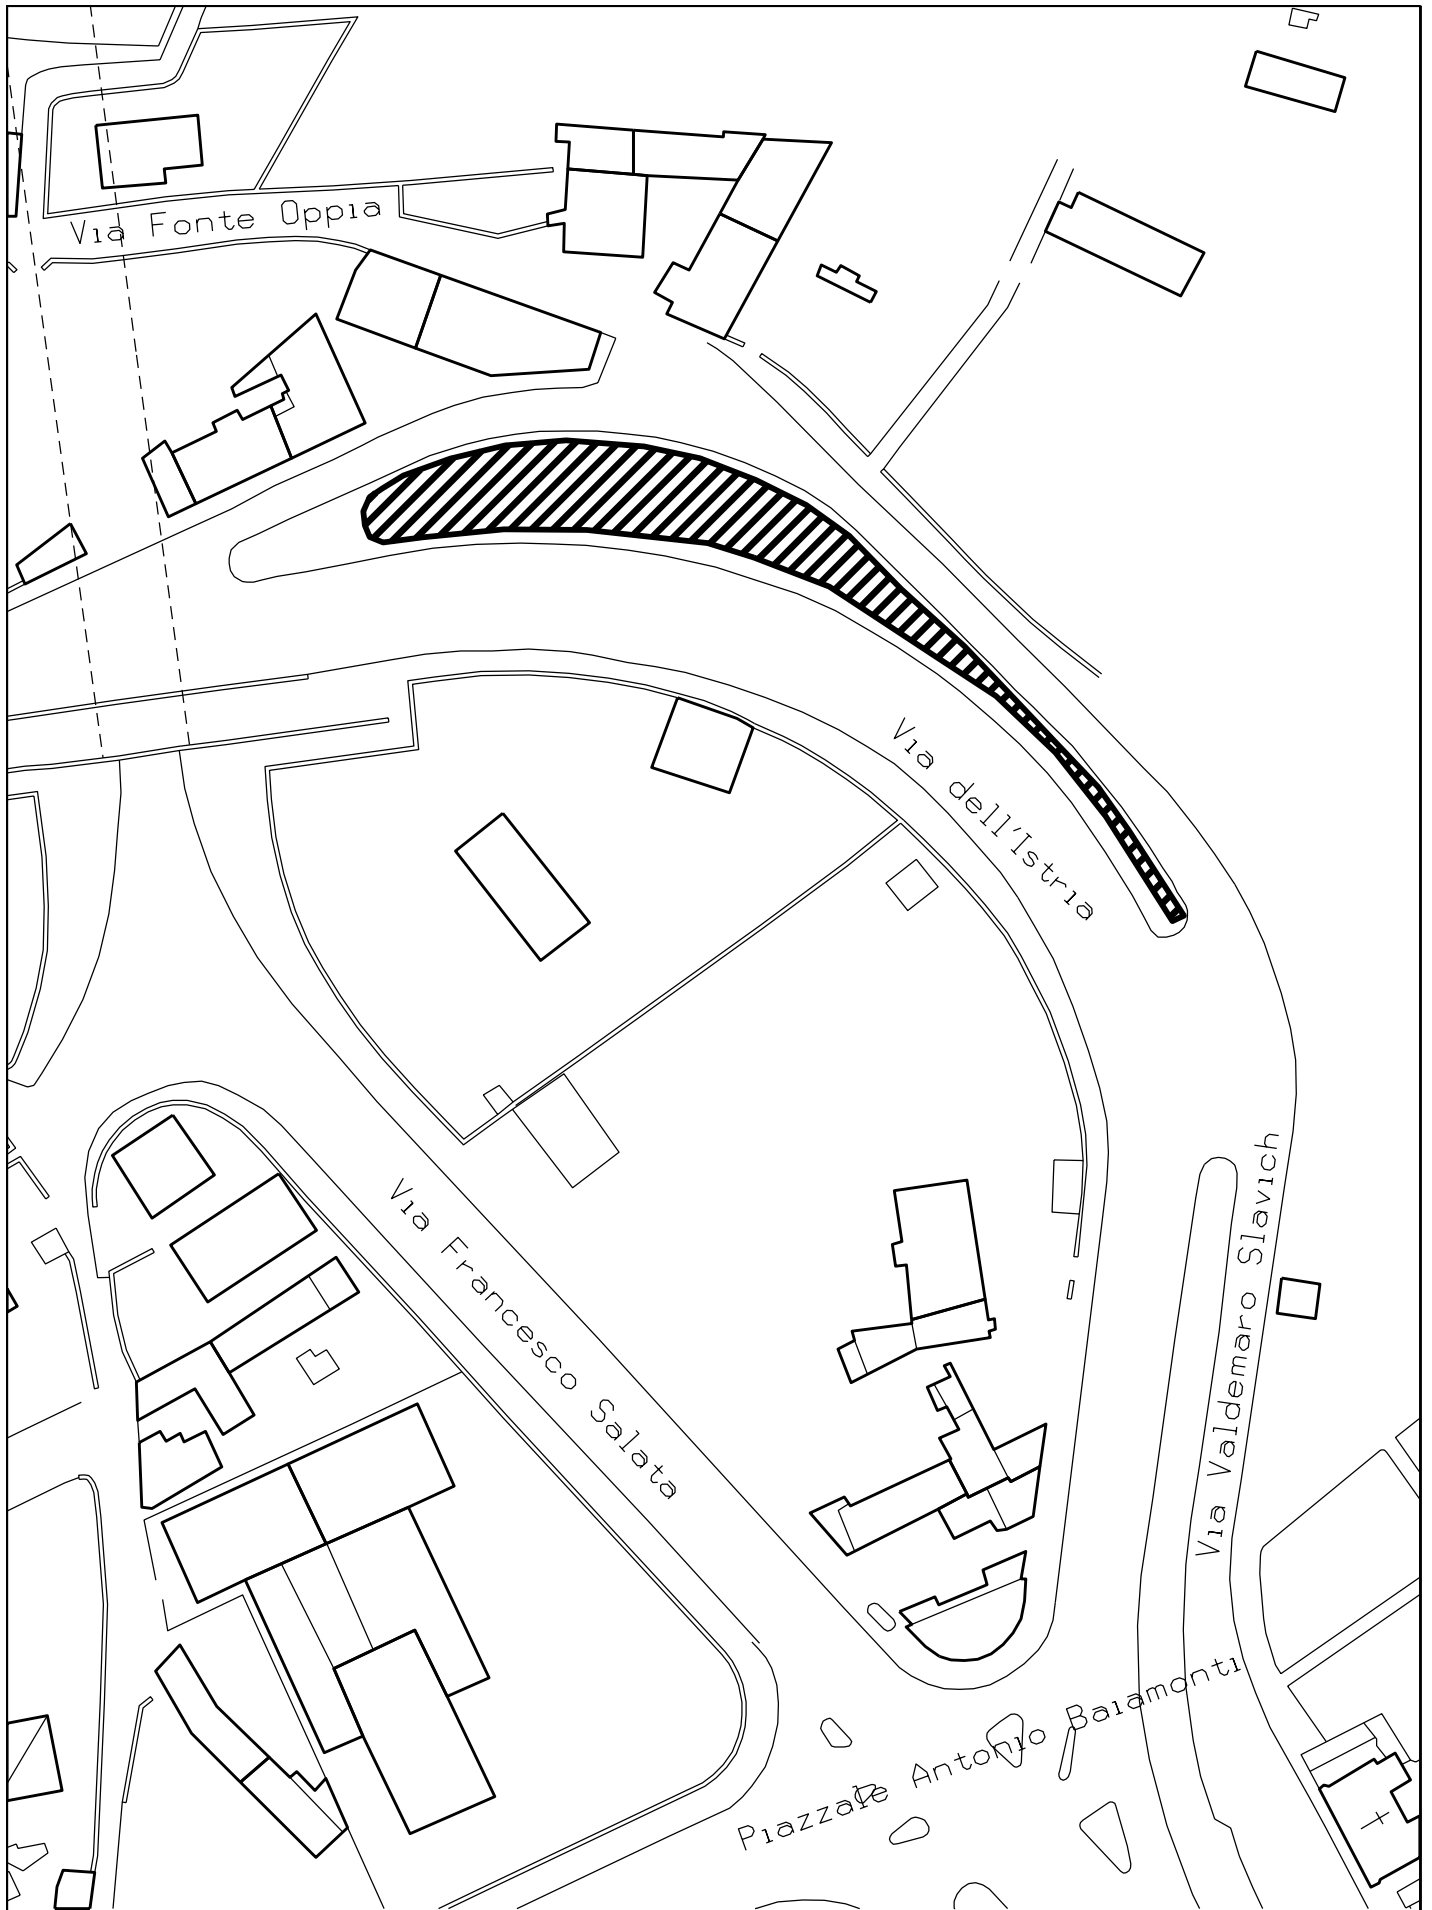 Via Fonte Oppia
Via dell'Istria
Via Francesco Salata
Via Valdemaro Slavich
Piazzale Antonio Baiamonti